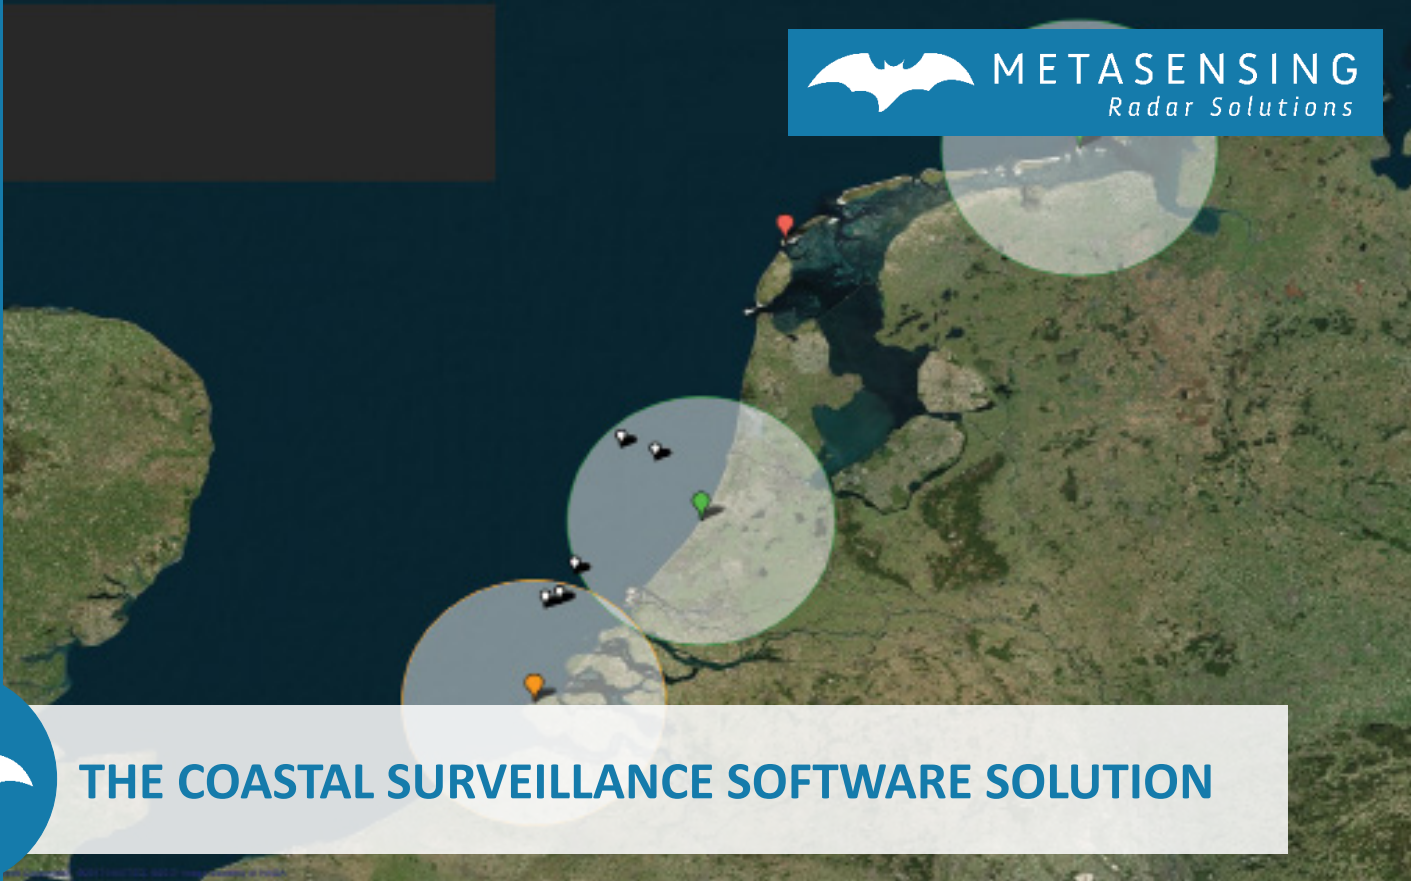 METASENSING
Radar Solutions
THE COASTAL SURVEILLANCE SOFTWARE SOLUTION